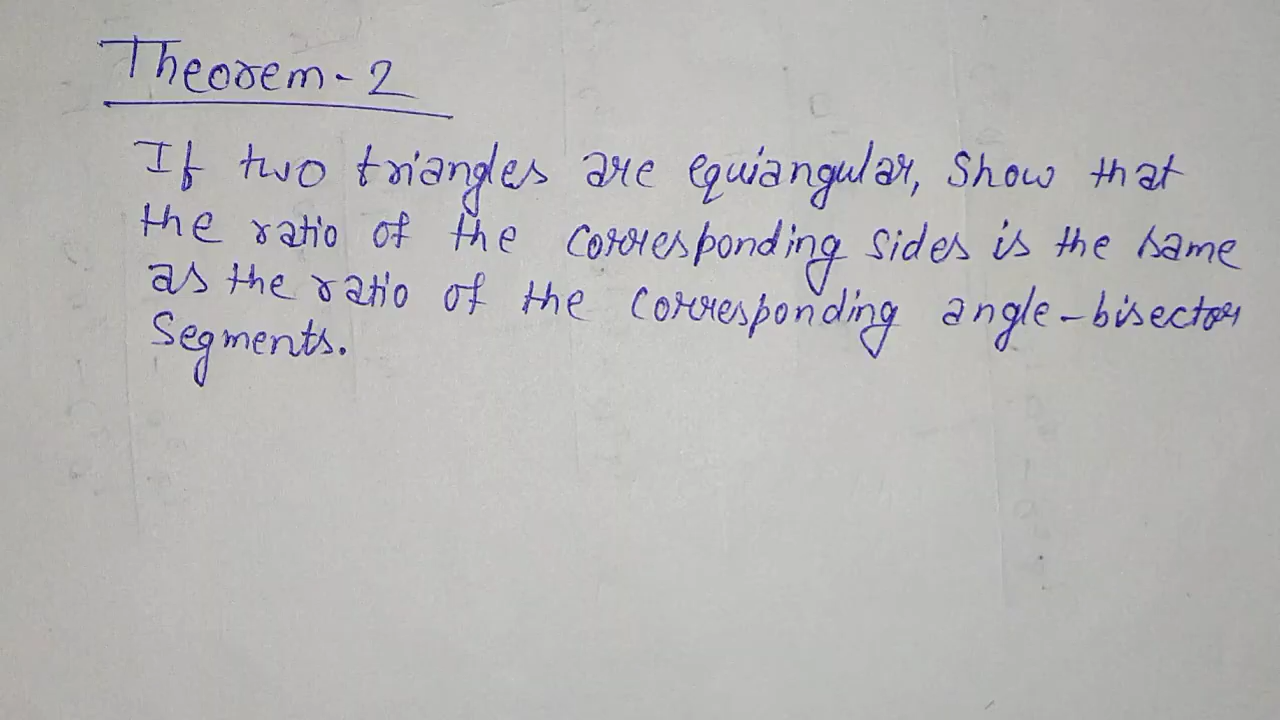 Theorem-2
If two triangles are equiangular, Show that
the ratio of the corresponding sides is the same
as the ratio of the corresponding angle-bisector
Segments.